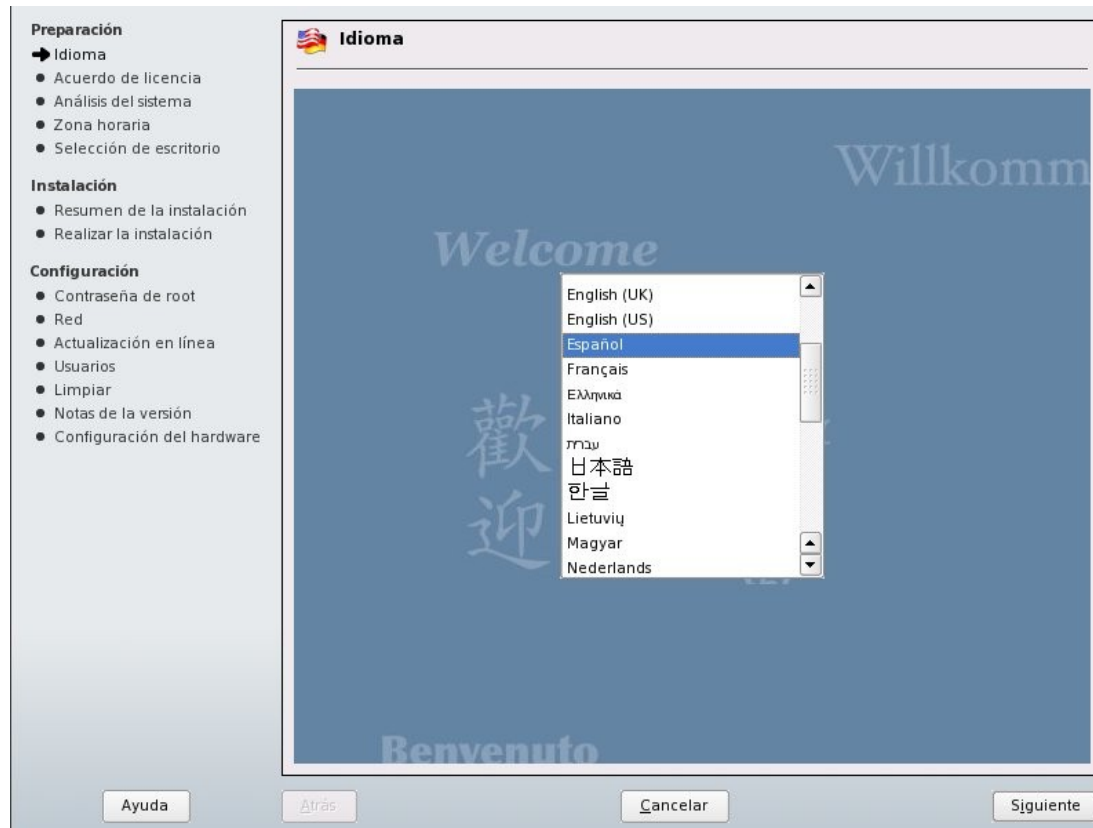 Preparación
Idioma
Acuerdo de licencia
Análisis del sistema
Zona horaria
Selección de escritorio
Instalación
Resumen de la instalación
Realizar la instalación
Configuración
Contraseña de root
Red
Actualización en línea
Usuarios
Limpiar
Notas de la versión
Configuración del hardware
Idioma
Willkomm
Welcome
歡
迎
English (UK)
English (US)
Español
Français
Ελληνικά
Italiano
עברית
日本語
한글
Lietuvių
Magyar
Nederlands
Benvenuto
Ayuda
Atrás
Cancelar
Siguiente